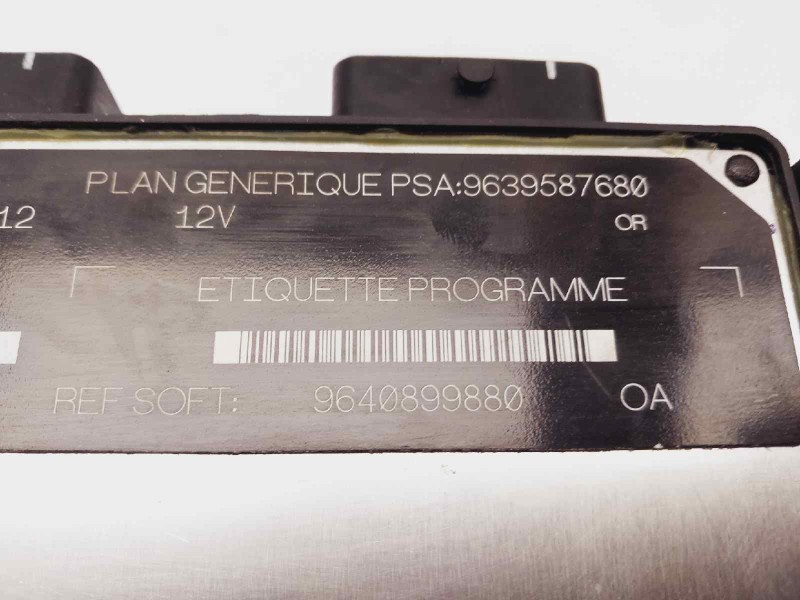 PLAN GENERIQUE PSA:9639587680
12 12V OR
ETIQUETTE PROGRAMME
REF SOFT: 9640899880 OA